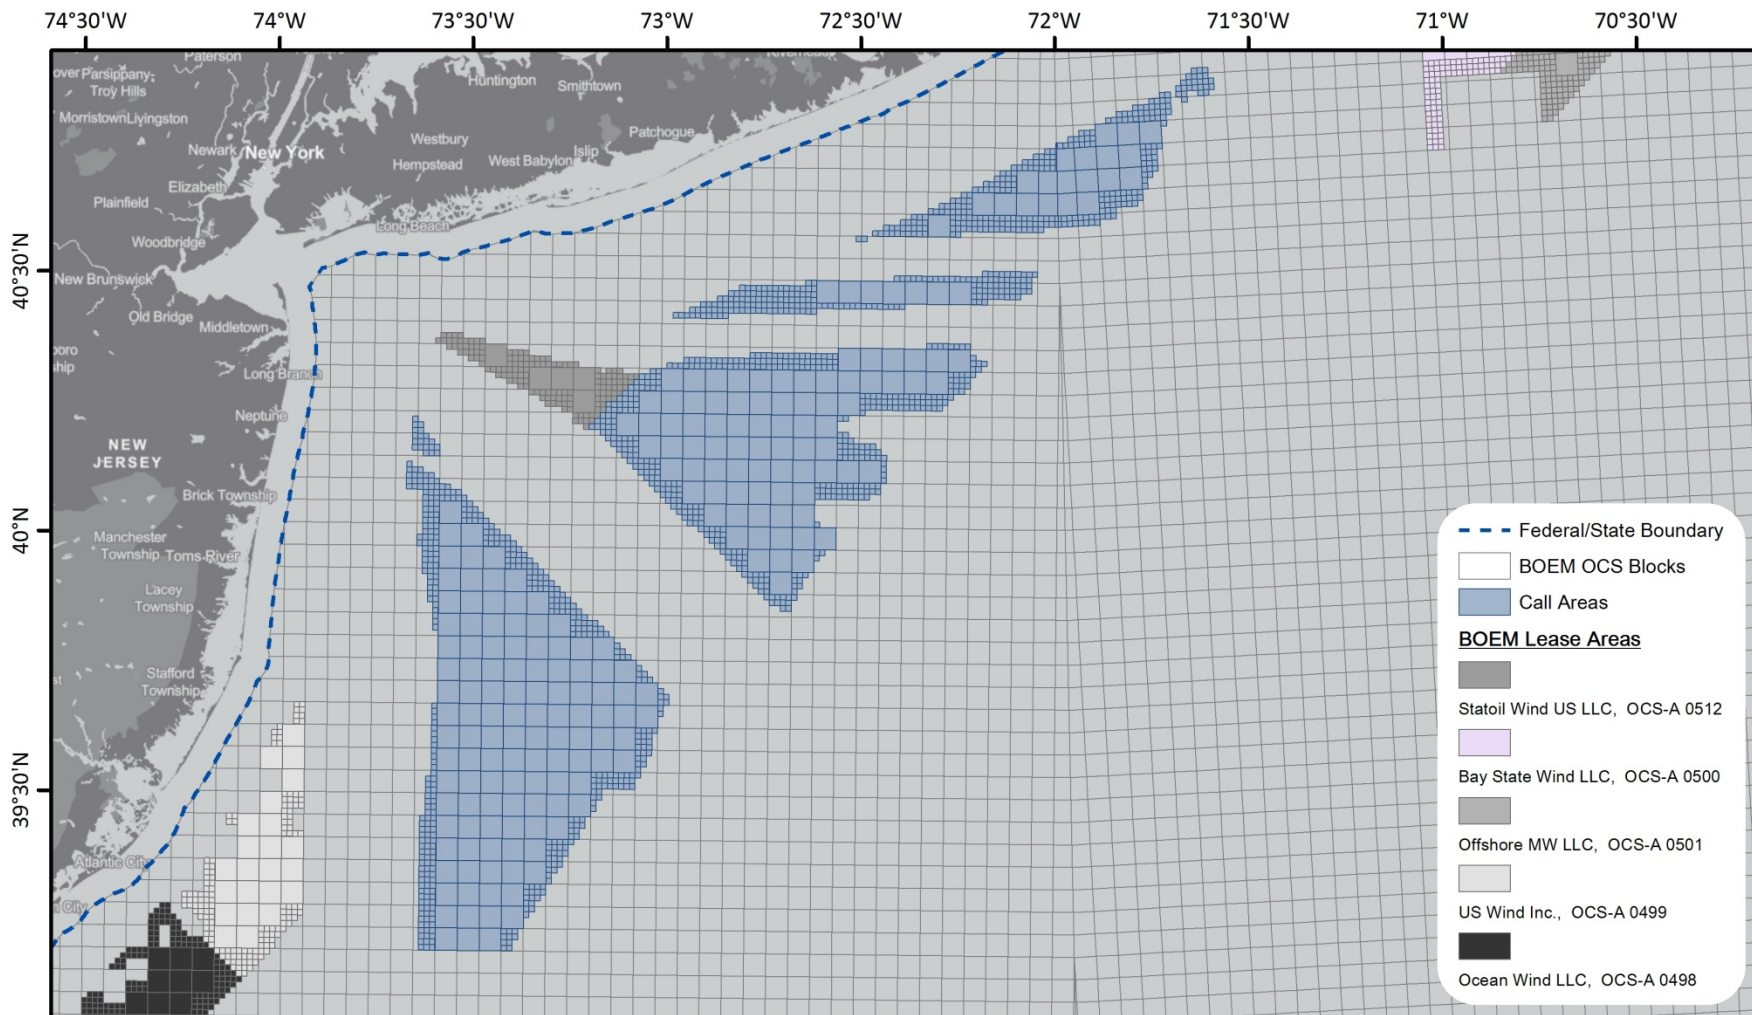 74°30'W 74°W 73°30'W 73°W 72°30'W 72°W 71°30'W 71°W 70°30'W
Paterson
over Parsippany-
Troy Hills
Huntington
Smithtown
Morristown Livingston
Patchogue
Westbury
Newark New York
Hempstead
West Babylon
Islip
Elizabeth
Plainfield
Long Beach
Woodbridge
40°30'N
New Brunswick
Old Bridge
Middletown
boro
ship
Long Branch
Neptune
NEW
JERSEY
Brick Township
40°N
Manchester
Township
Toms River
Lacey
Township
Stafford
Township
st
39°30'N
Atlantic City
n City
Federal/State Boundary
BOEM OCS Blocks
Call Areas
BOEM Lease Areas
Statoil Wind US LLC, OCS-A 0512
Bay State Wind LLC, OCS-A 0500
Offshore MW LLC, OCS-A 0501
US Wind Inc., OCS-A 0499
Ocean Wind LLC, OCS-A 0498